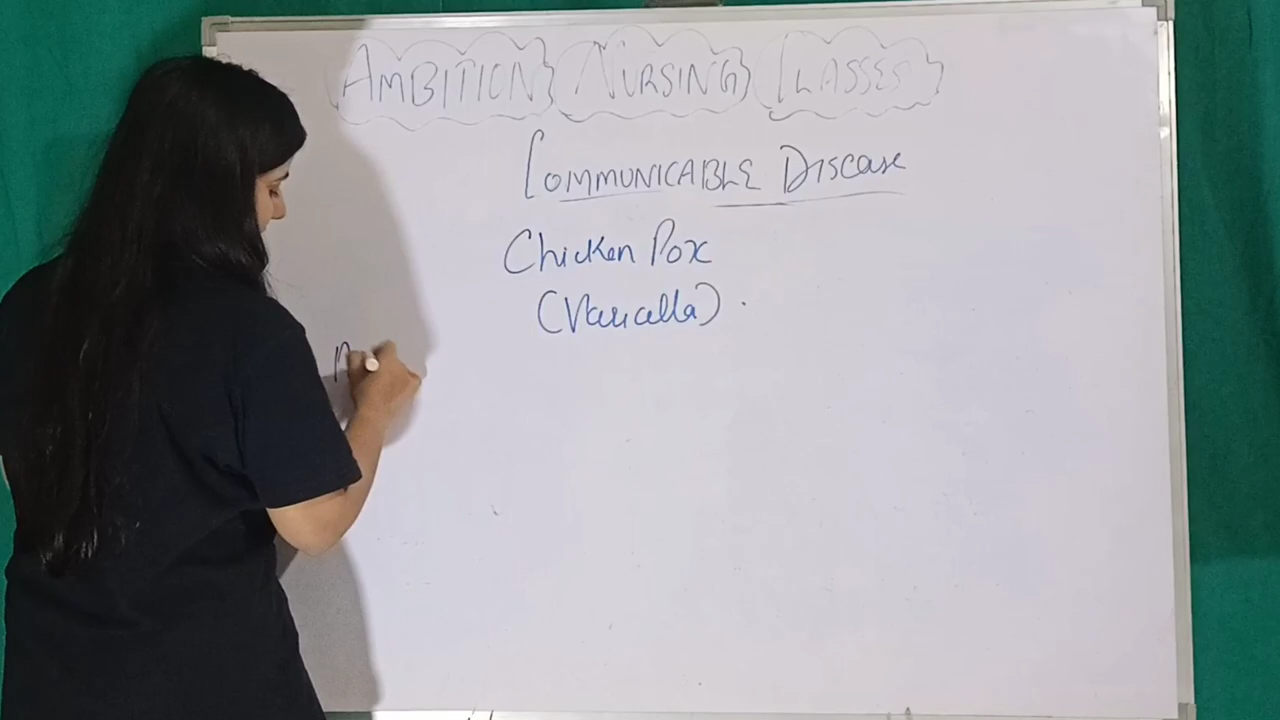 AMBITION NURSING CLASSES
COMMUNICABLE DISEASE
Chicken Pox
(Varicella)